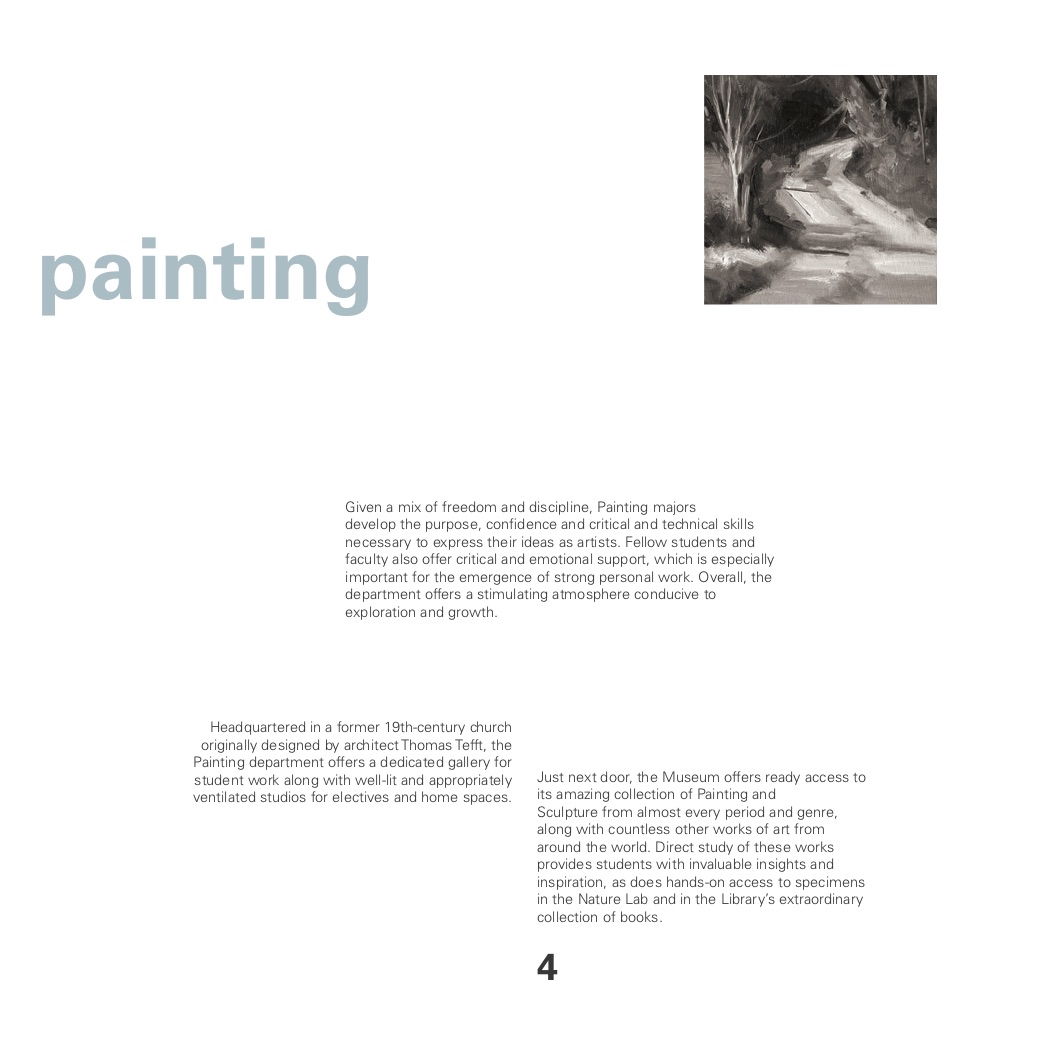 painting
Given a mix of freedom and discipline, Painting majors
develop the purpose, confidence and critical and technical skills
necessary to express their ideas as artists. Fellow students and
faculty also offer critical and emotional support, which is especially
important for the emergence of strong personal work. Overall, the
department offers a stimulating atmosphere conducive to
exploration and growth.
Headquartered in a former 19th-century church
originally designed by architect Thomas Tefft, the
Painting department offers a dedicated gallery for
student work along with well-lit and appropriately
ventilated studios for electives and home spaces.
Just next door, the Museum offers ready access to
its amazing collection of Painting and
Sculpture from almost every period and genre,
along with countless other works of art from
around the world. Direct study of these works
provides students with invaluable insights and
inspiration, as does hands-on access to specimens
in the Nature Lab and in the Library’s extraordinary
collection of books.
4